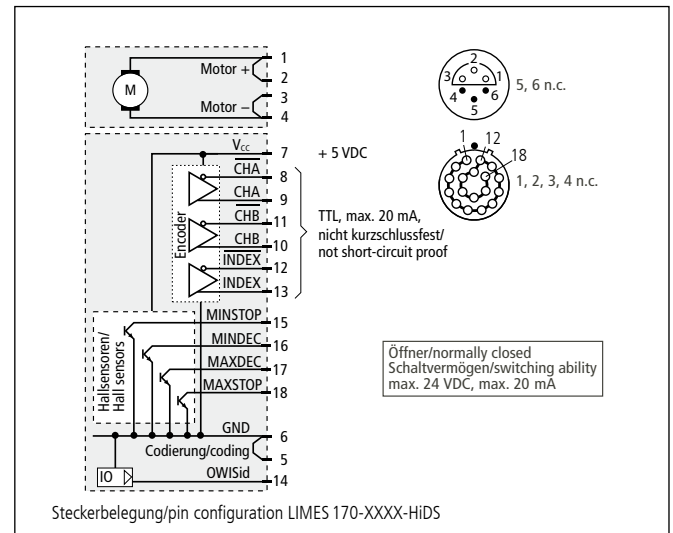 Motor +
1
2
M
Motor –
3
4
2
3
1
4
6
5
5, 6 n.c.
Vcc
7
+ 5 VDC
CHA
8
CHA
9
CHB
11
CHB
10
INDEX
12
INDEX
13
Encoder
TTL, max. 20 mA,
nicht kurzschlussfest/
not short-circuit proof
1
12
18
1, 2, 3, 4 n.c.
MINSTOP
15
MINDEC
16
MAXDEC
17
MAXSTOP
18
Hallsensoren/
Hall sensors
Öffner/normally closed
Schaltvermögen/switching ability
max. 24 VDC, max. 20 mA
GND
6
Codierung/coding
5
IO
OWISid
14
Steckerbelegung/pin configuration LIMES 170-XXXX-HiDS